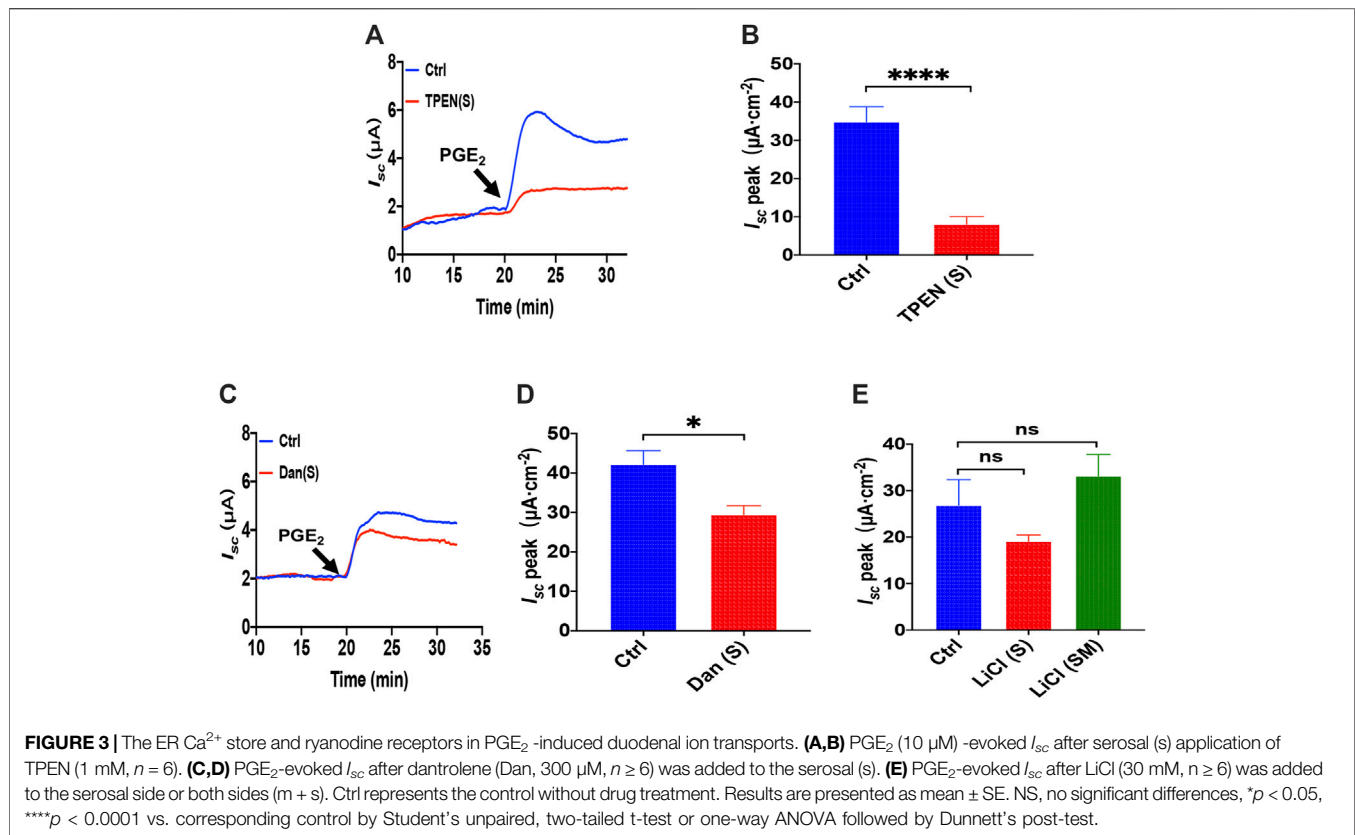 A
Ctrl
TPEN(S)
PGE2
Isc (µA)
8
6
4
2
0
10 15 20 25 30
Time (min)
B
****
Isc peak (µA·cm-2)
50
40
30
20
10
0
Ctrl
TPEN (S)
C
Ctrl
Dan(S)
PGE2
Isc (µA)
8
6
4
2
0
10 15 20 25 30 35
Time (min)
D
*
Isc peak (µA·cm-2)
50
40
30
20
10
0
Ctrl
Dan (S)
E
ns
ns
Isc peak (µA·cm-2)
40
30
20
10
0
Ctrl
LiCl (S)
LiCl (SM)
FIGURE 3 | The ER Ca2+ store and ryanodine receptors in PGE2 -induced duodenal ion transports. (A,B) PGE2 (10 µM) -evoked Isc after serosal (s) application of
TPEN (1 mM, n = 6). (C,D) PGE2-evoked Isc after dantrolene (Dan, 300 µM, n ≥ 6) was added to the serosal (s). (E) PGE2-evoked Isc after LiCl (30 mM, n ≥ 6) was added
to the serosal side or both sides (m + s). Ctrl represents the control without drug treatment. Results are presented as mean ± SE. NS, no significant differences, *p < 0.05,
****p < 0.0001 vs. corresponding control by Student's unpaired, two-tailed t-test or one-way ANOVA followed by Dunnett's post-test.